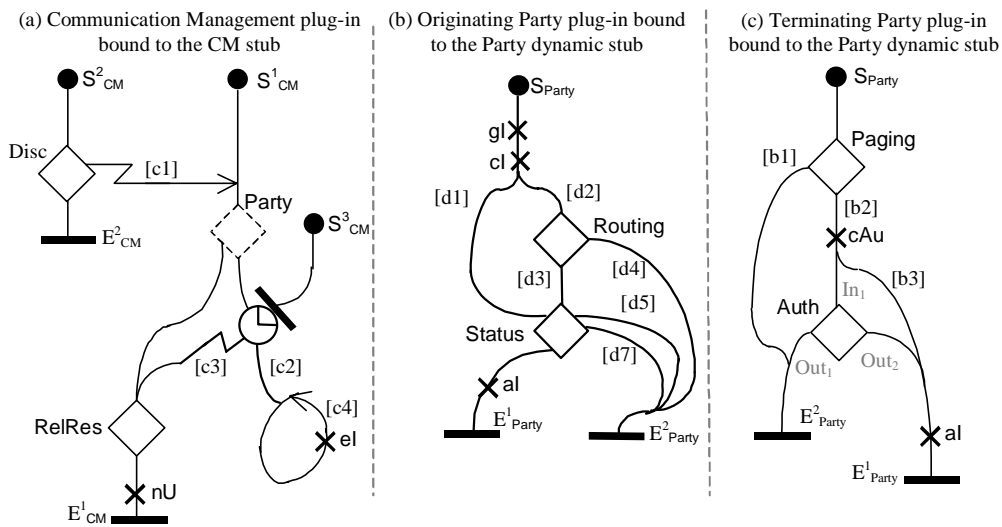 (a) Communication Management plug-in
bound to the CM stub
S²CM
S¹CM
Disc
[c1]
Party
E²CM
S³CM
[c3]
[c2]
[c4]
RelRes
eI
nU
E¹CM
(b) Originating Party plug-in bound
to the Party dynamic stub
SParty
gI
cI
[d1]
[d2]
Routing
[d3]
[d4]
[d5]
Status
[d7]
aI
E¹Party
E²Party
(c) Terminating Party plug-in
bound to the Party dynamic stub
SParty
Paging
[b1]
[b2]
cAu
[b3]
In₁
Auth
Out₁
Out₂
E²Party
aI
E¹Party